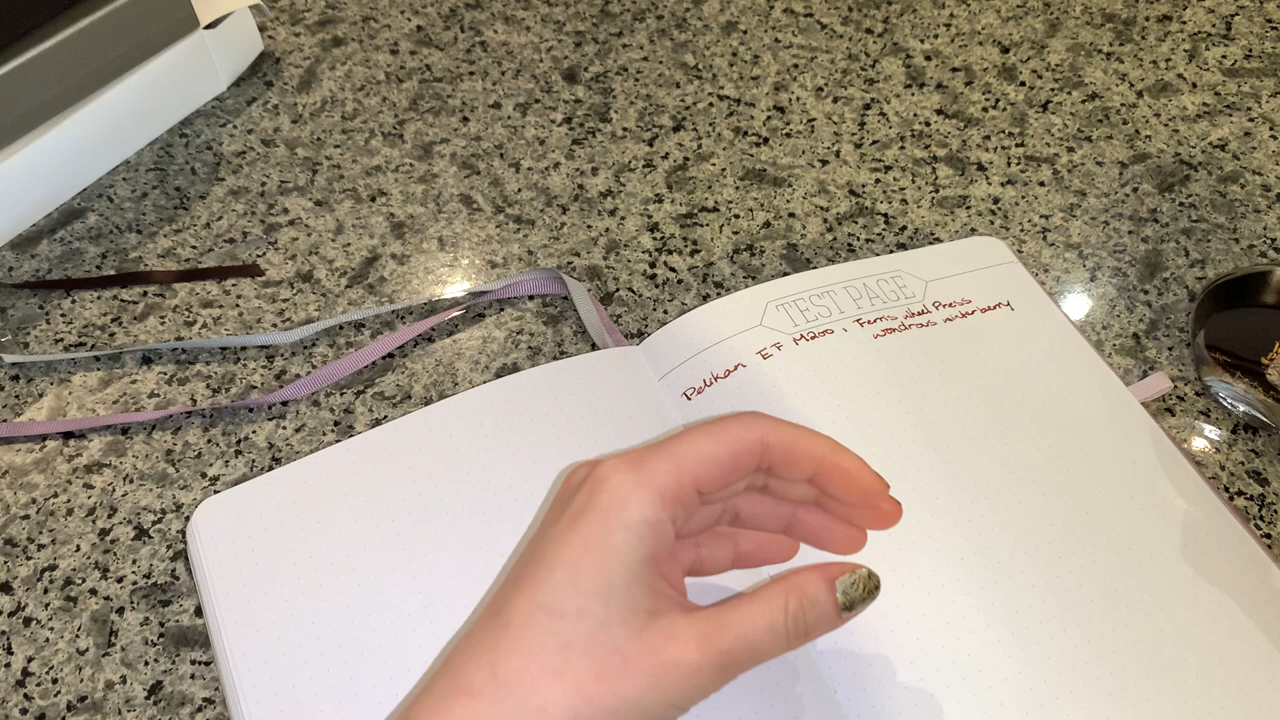 TEST PAGE
Pelikan EF M200, Ferris Wheel Press
wondrous winterberry